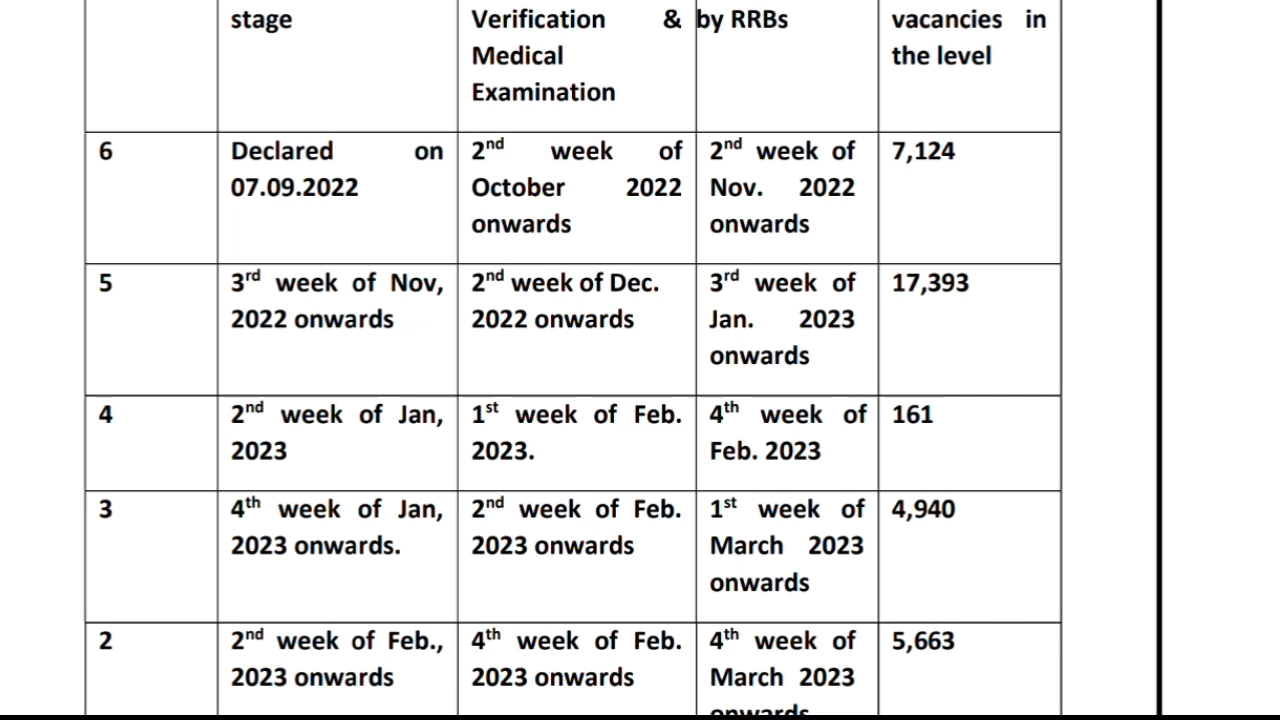 stage
Verification & 
Medical
Examination
by RRBs
vacancies in
the level
6
Declared on
07.09.2022
2nd week of
October 2022
onwards
2nd week of
Nov. 2022
onwards
7,124
5
3rd week of Nov,
2022 onwards
2nd week of Dec.
2022 onwards
3rd week of
Jan. 2023
onwards
17,393
4
2nd week of Jan,
2023
1st week of Feb.
2023.
4th week of
Feb. 2023
161
3
4th week of Jan,
2023 onwards.
2nd week of Feb.
2023 onwards
1st week of
March 2023
onwards
4,940
2
2nd week of Feb.,
2023 onwards
4th week of Feb.
2023 onwards
4th week of
March 2023
onwards
5,663